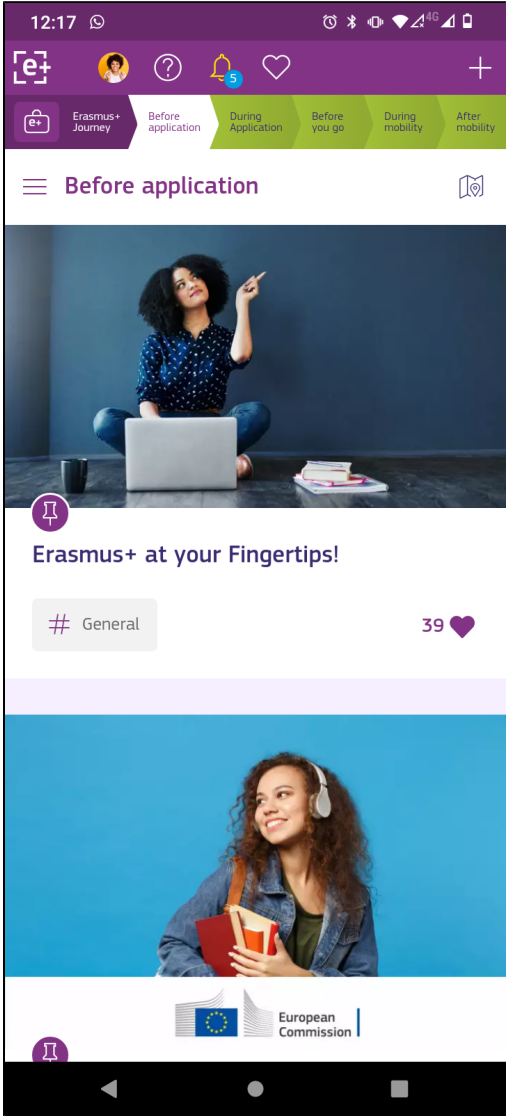 12:17
4G
e+
5
e+
Erasmus+
Journey
Before
application
During
Application
Before
you go
During
mobility
After
mobility
Before application
Erasmus+ at your Fingertips!
# General
39
European
Commission